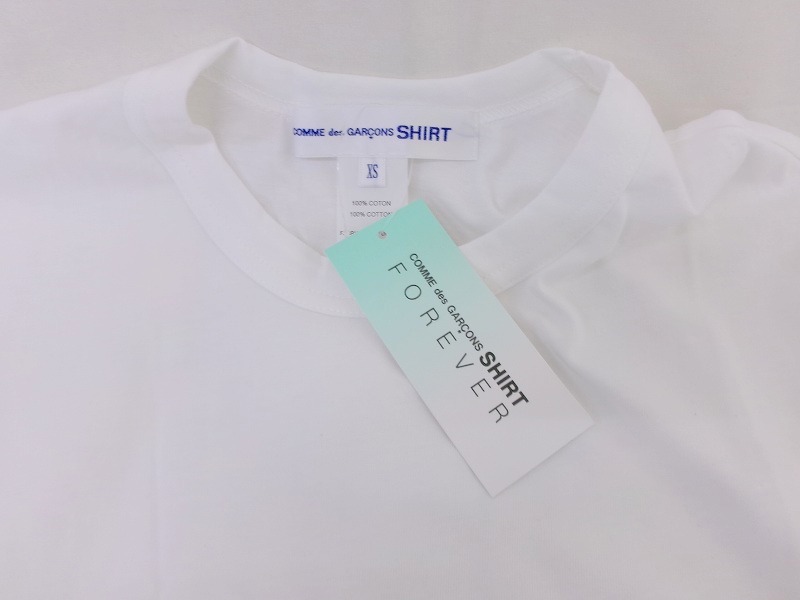 COMME des GARÇONS SHIRT
XS
100% COTON
100% COTTON
COMME des GARÇONS SHIRT
FOREVER